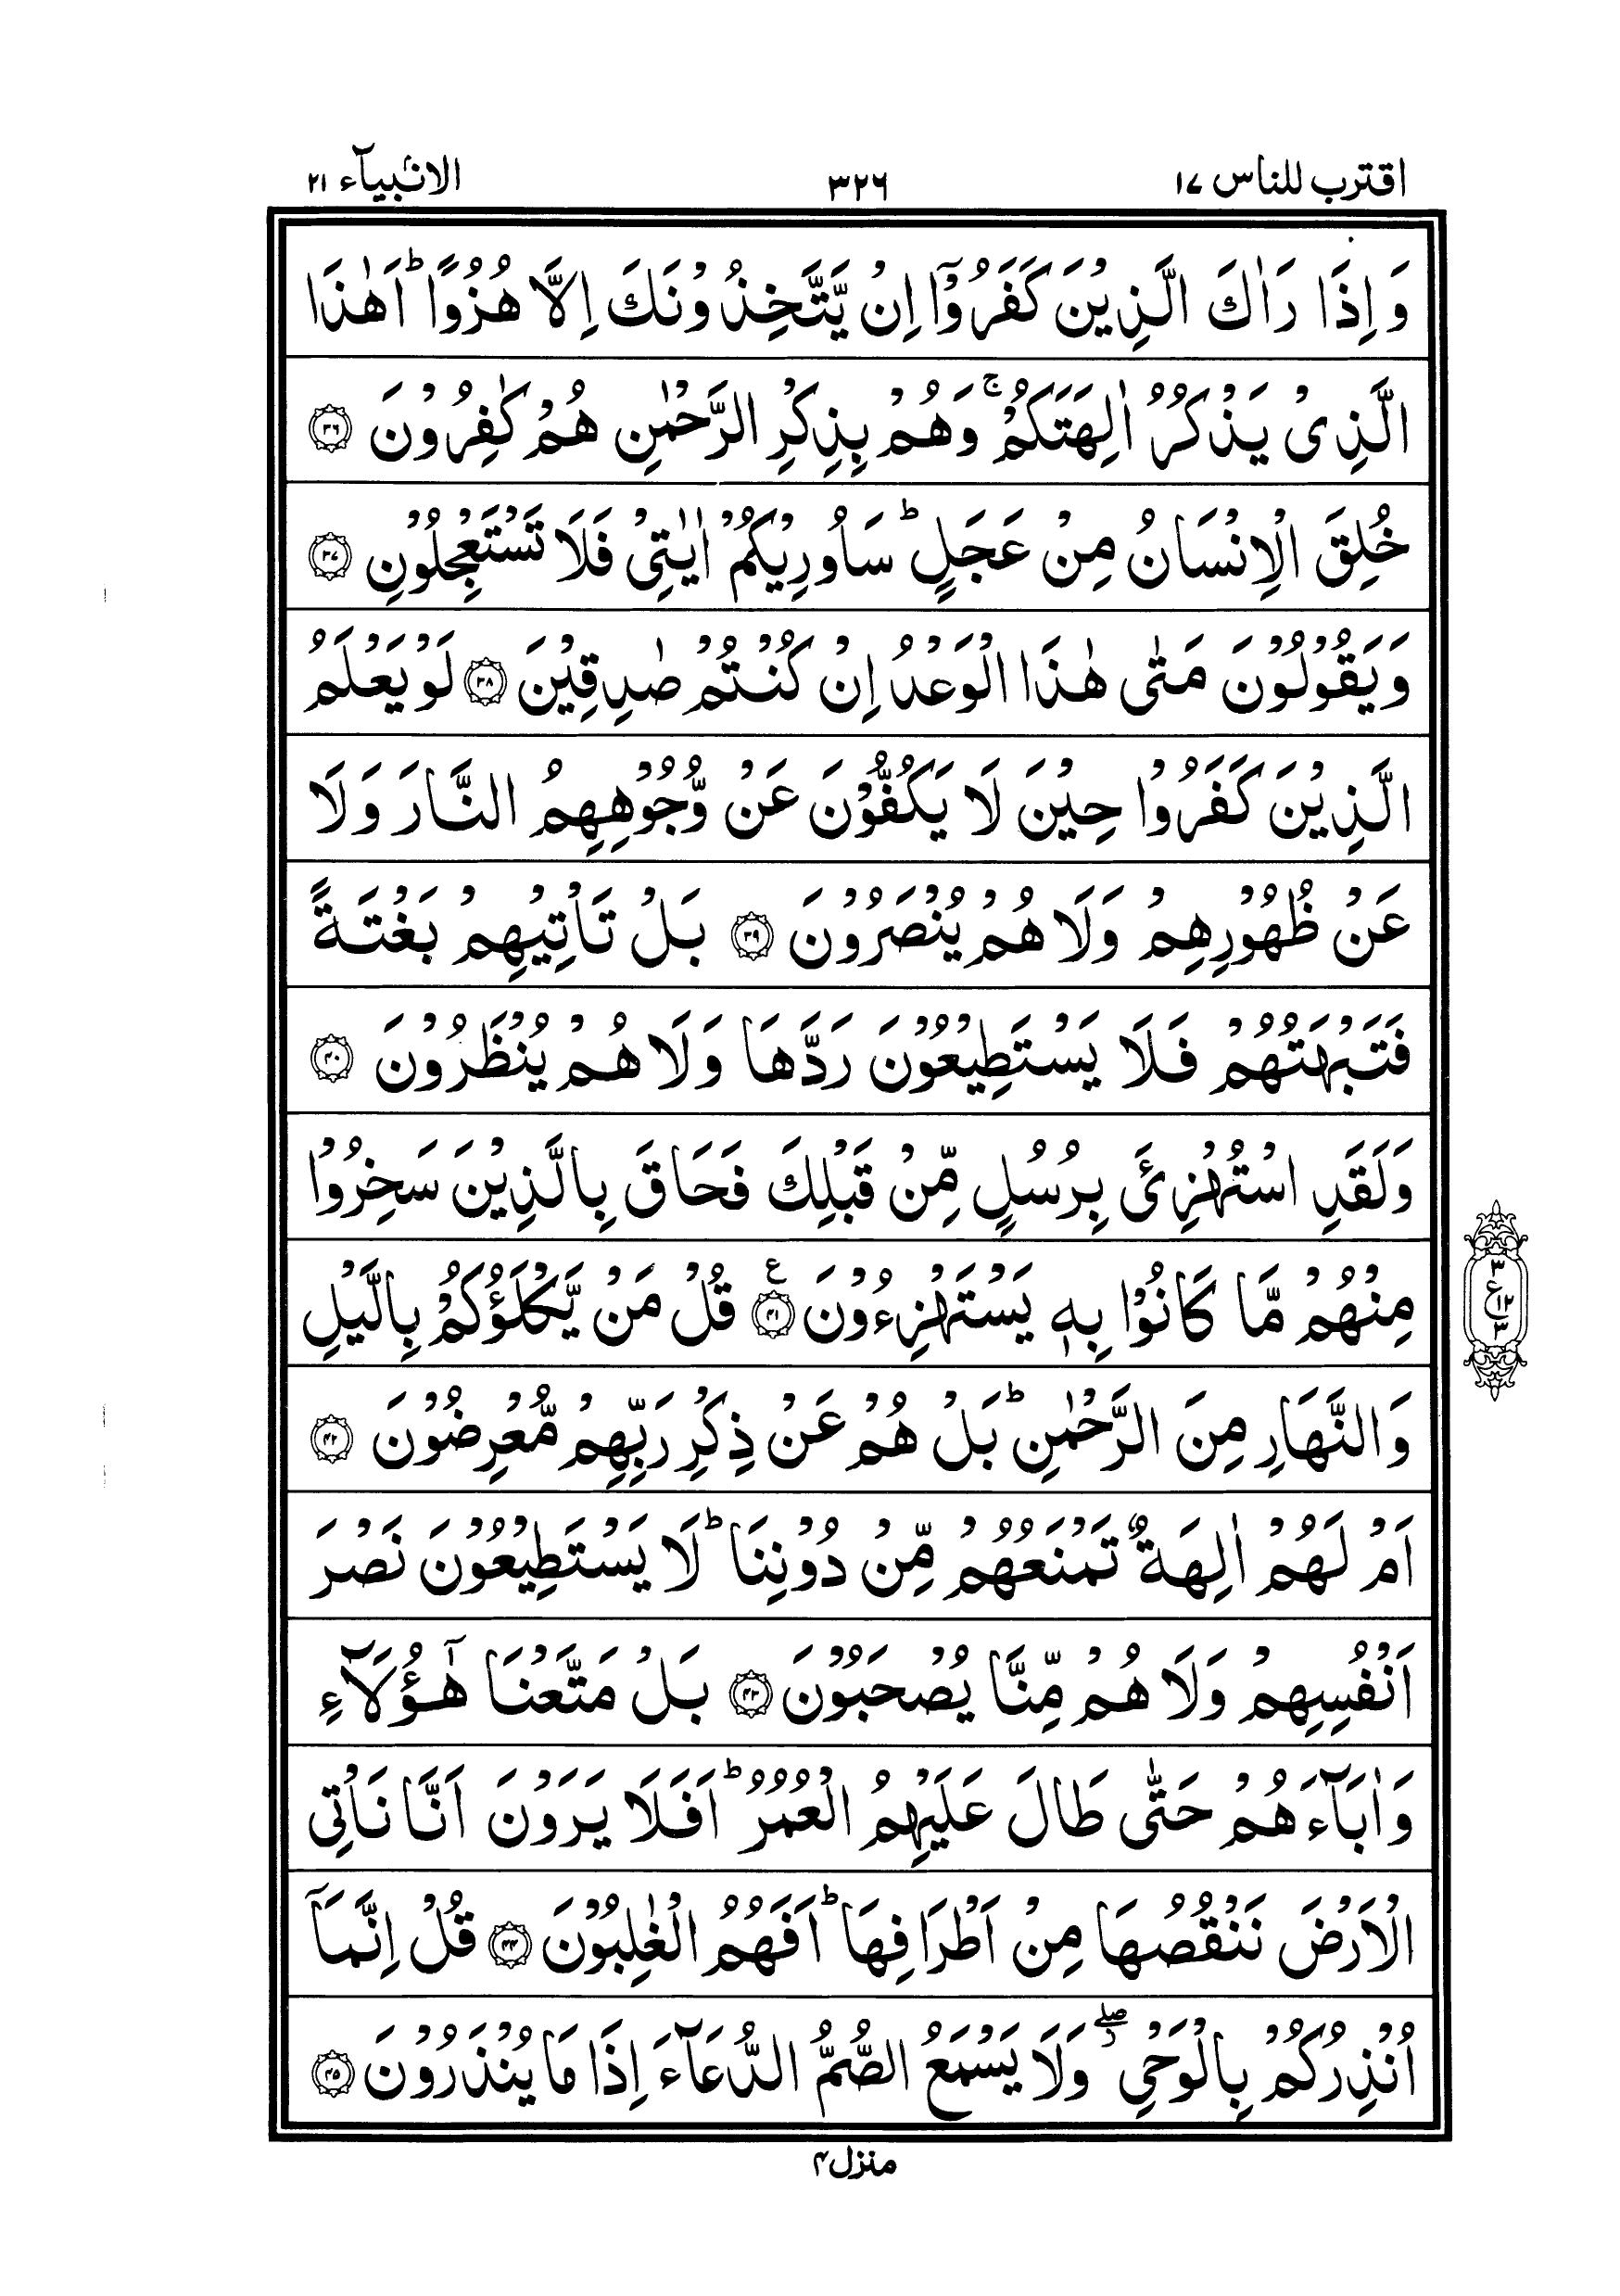 اقترب للناس ١٧
٣٢٦
الانبیآء ٢١
وَ اِذَا رَاٰكَ الَّذِیْنَ كَفَرُوْۤا اِنْ یَّتَّخِذُوْنَكَ اِلَّا هُزُوًاؕ اَهٰذَا
الَّذِیْ یَذْكُرُ اٰلِهَتَكُمْۚ وَهُمْ بِذِكْرِ الرَّحْمٰنِ هُمْ كٰفِرُوْنَ ﴿٣٦﴾
خُلِقَ الْاِنْسَانُ مِنْ عَجَلٍؕ سَاُورِیْكُمْ اٰیٰتِیْ فَلَا تَسْتَعْجِلُوْنِ ﴿٣٧﴾
وَیَقُوْلُوْنَ مَتٰی هٰذَا الْوَعْدُ اِنْ كُنْتُمْ صٰدِقِیْنَ ﴿٣٨﴾ لَوْ یَعْلَمُ
الَّذِیْنَ كَفَرُوْا حِیْنَ لَا یَكُفُّوْنَ عَنْ وُّجُوْهِهِمُ النَّارَ وَلَا
عَنْ ظُهُوْرِهِمْ وَلَا هُمْ یُنْصَرُوْنَ ﴿٣٩﴾ بَلْ تَاْتِیْهِمْ بَغْتَةً
فَتَبْهَتُهُمْ فَلَا یَسْتَطِیْعُوْنَ رَدَّهَا وَلَا هُمْ یُنْظَرُوْنَ ﴿٤٠﴾
وَلَقَدِ اسْتُهْزِئَ بِرُسُلٍ مِّنْ قَبْلِكَ فَحَاقَ بِالَّذِیْنَ سَخِرُوْا
مِنْهُمْ مَّا كَانُوْا بِهٖ یَسْتَهْزِءُوْنَ ﴿٤١﴾ ع قُلْ مَنْ یَّكْلَؤُكُمْ بِالَّیْلِ
٣
ع ١٢
٣
وَالنَّهَارِ مِنَ الرَّحْمٰنِؕ بَلْ هُمْ عَنْ ذِكْرِ رَبِّهِمْ مُّعْرِضُوْنَ ﴿٤٢﴾
اَمْ لَهُمْ اٰلِهَةٌ تَمْنَعُهُمْ مِّنْ دُوْنِنَاؕ لَا یَسْتَطِیْعُوْنَ نَصْرَ
اَنْفُسِهِمْ وَلَا هُمْ مِّنَّا یُصْحَبُوْنَ ﴿٤٣﴾ بَلْ مَتَّعْنَا هٰۤؤُلَآءِ
وَاٰبَآءَهُمْ حَتّٰی طَالَ عَلَیْهِمُ الْعُمُرُؕ اَفَلَا یَرَوْنَ اَنَّا نَاْتِی
الْاَرْضَ نَنْقُصُهَا مِنْ اَطْرَافِهَاؕ اَفَهُمُ الْغٰلِبُوْنَ ﴿٤٤﴾ قُلْ اِنَّمَاۤ
اُنْذِرُكُمْ بِالْوَحْیِ ۖ وَلَا یَسْمَعُ الصُّمُّ الدُّعَآءَ اِذَا مَا یُنْذَرُوْنَ ﴿٤٥﴾
منزل ٤